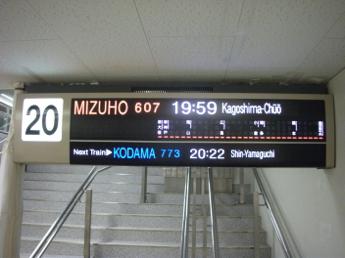 20
MIZUHO 607 19:59 Kagoshima-Chūō
Next Train▶ KODAMA 773 20:22 Shin-Yamaguchi